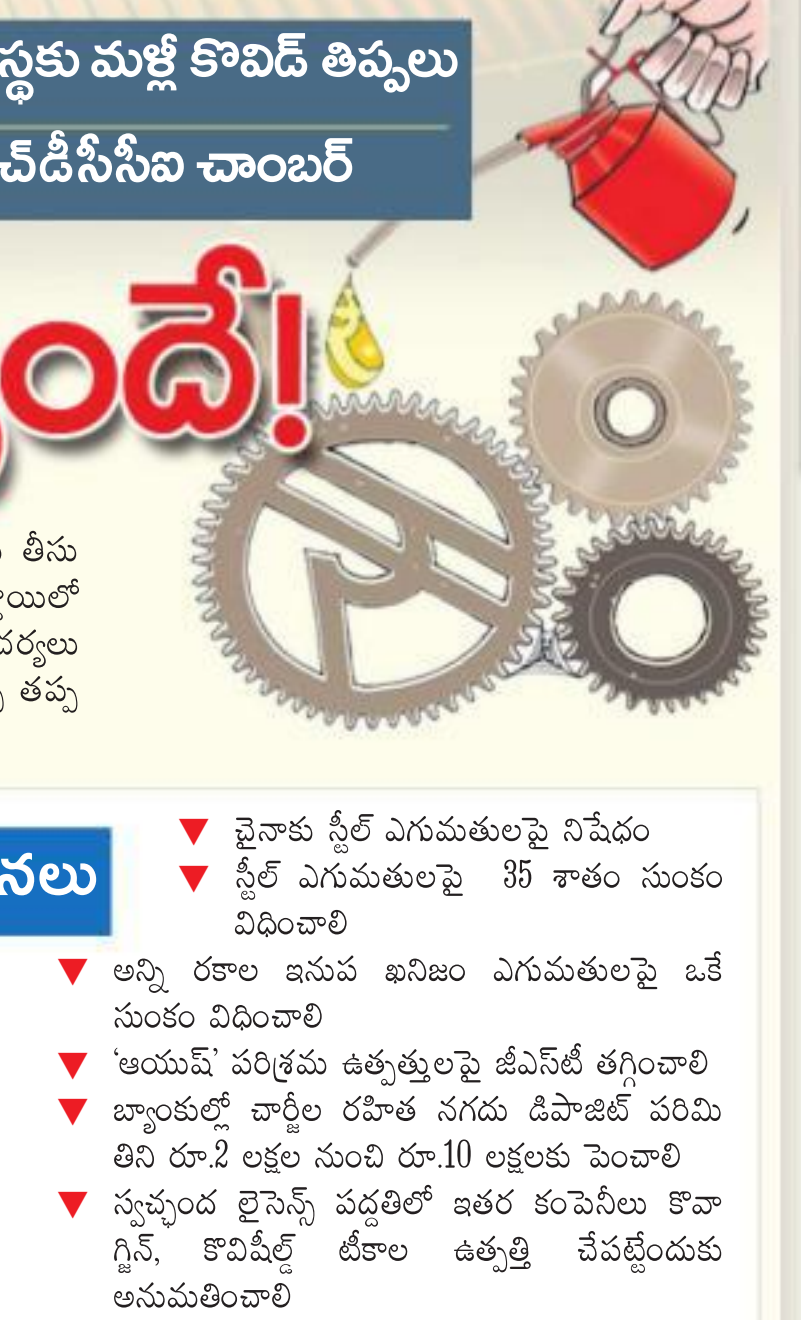 స్థకు మళ్లీ కొవిడ్ తిప్పలు
చ్‌డీసీసీఐ చాంబర్
ందే!
తీసు
యిలో
చర్యలు
తప్ప
నలు
చైనాకు స్టీల్ ఎగుమతులపై నిషేధం
స్టీల్ ఎగుమతులపై 35 శాతం సుంకం
విధించాలి
అన్ని రకాల ఇనుప ఖనిజం ఎగుమతులపై ఒకే
సుంకం విధించాలి
‘ఆయుష్’ పరిశ్రమ ఉత్పత్తులపై జీఎస్‌టీ తగ్గించాలి
బ్యాంకుల్లో చార్జీల రహిత నగదు డిపాజిట్ పరిమి
తిని రూ.2 లక్షల నుంచి రూ.10 లక్షలకు పెంచాలి
స్వచ్ఛంద లైసెన్స్ పద్దతిలో ఇతర కంపెనీలు కొవా
గ్జిన్, కొవిషీల్డ్ టీకాల ఉత్పత్తి చేపట్టేందుకు
అనుమతించాలి